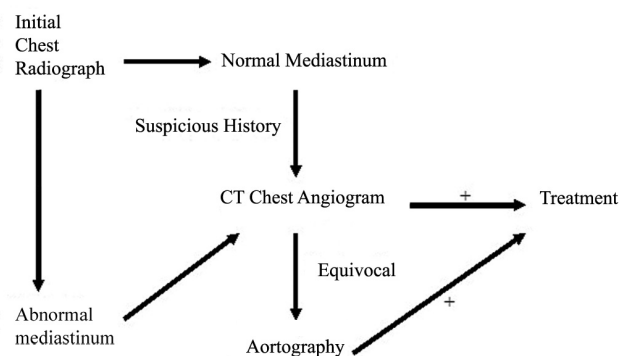 Initial
Chest
Radiograph
Normal Mediastinum
Suspicious History
CT Chest Angiogram
+
Treatment
Equivocal
+
Abnormal
mediastinum
Aortography